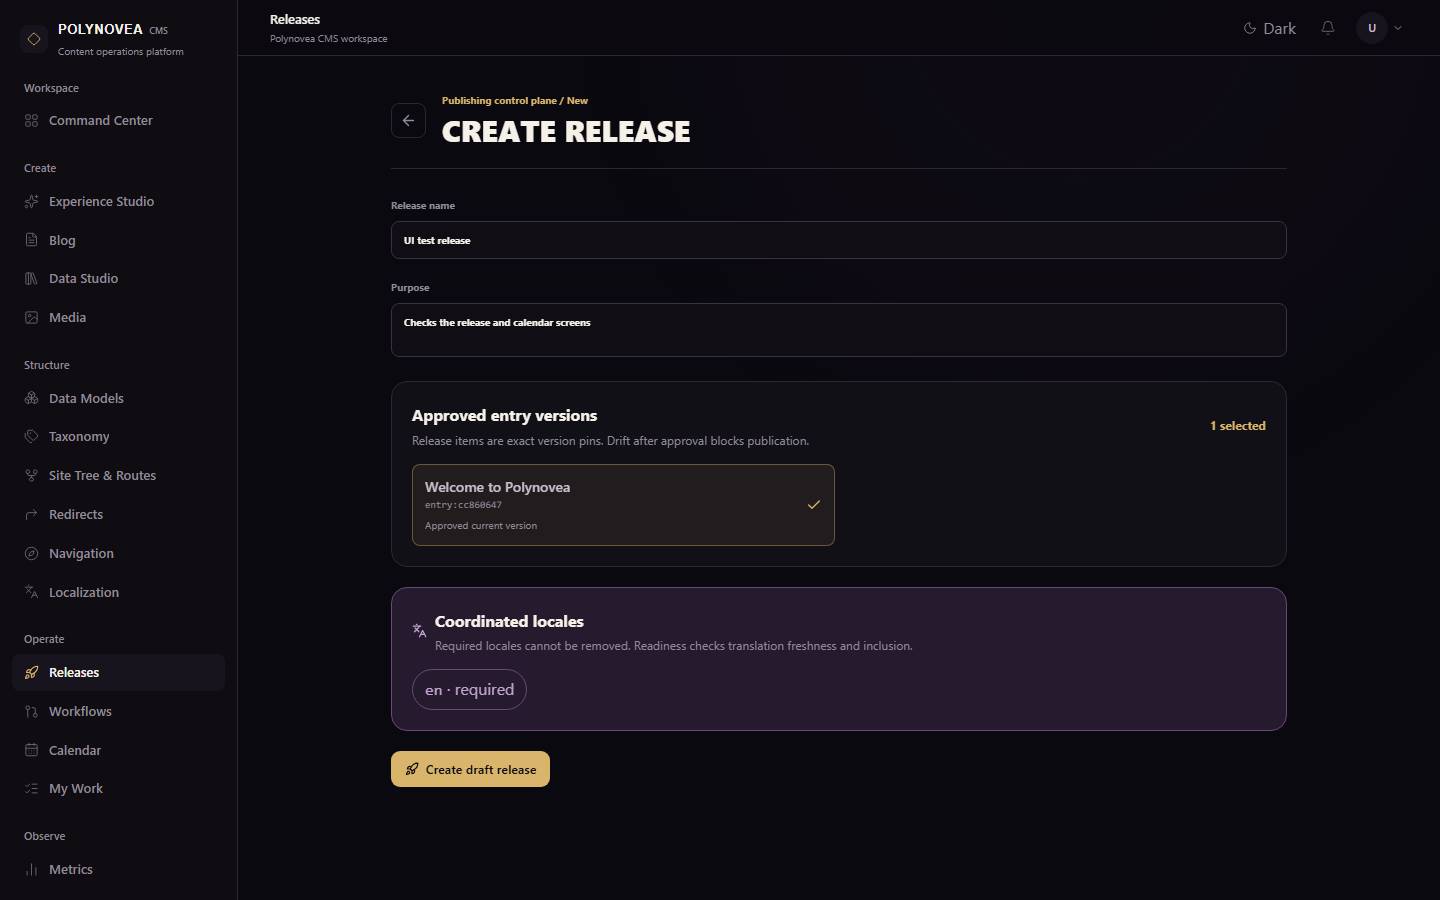 POLYNOVEA CMS
Content operations platform
Workspace
Command Center
Create
Experience Studio
Blog
Data Studio
Media
Structure
Data Models
Taxonomy
Site Tree & Routes
Redirects
Navigation
Localization
Operate
Releases
Workflows
Calendar
My Work
Observe
Metrics
Releases
Polynovea CMS workspace
Dark
U
Publishing control plane / New
CREATE RELEASE
Release name
UI test release
Purpose
Checks the release and calendar screens
Approved entry versions
Release items are exact version pins. Drift after approval blocks publication.
1 selected
Welcome to Polynovea
entry:cc860647
Approved current version
Coordinated locales
Required locales cannot be removed. Readiness checks translation freshness and inclusion.
en · required
Create draft release